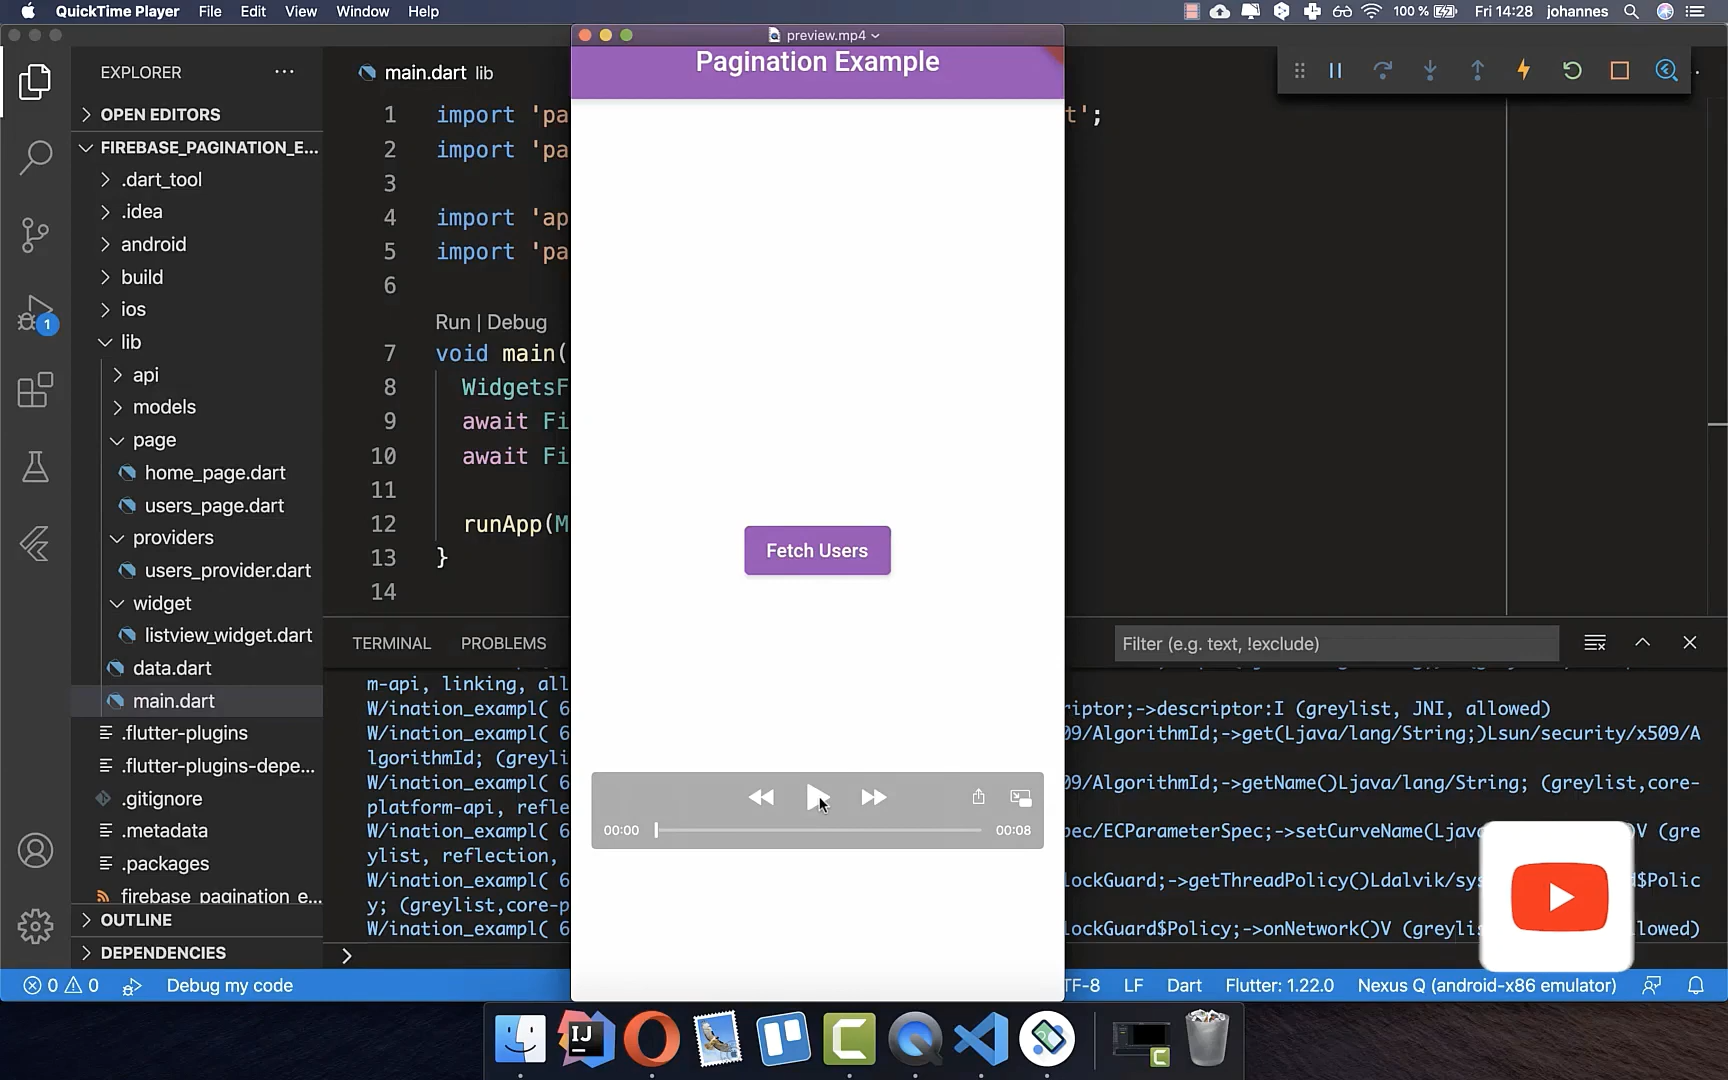 QuickTime Player File Edit View Window Help
100 % Fri 14:28 johannes
preview.mp4
Pagination Example
EXPLORER
OPEN EDITORS
FIREBASE_PAGINATION_E...
.dart_tool
.idea
android
build
ios
lib
api
models
page
home_page.dart
users_page.dart
providers
users_provider.dart
widget
listview_widget.dart
data.dart
main.dart
.flutter-plugins
.flutter-plugins-depe...
.gitignore
.metadata
.packages
firebase_pagination_e...
OUTLINE
DEPENDENCIES
1
main.dart lib
1 import 'pa t';
2 import 'pa
3
4 import 'ap
5 import 'pa
6
Run | Debug
7 void main(
8 WidgetsF
9 await Fi
10 await Fi
11
12 runApp(M
13 }
14
Fetch Users
00:00 00:08
TERMINAL PROBLEMS
Filter (e.g. text, !exclude)
m-api, linking, all
W/ination_exampl( 6 riptor;->descriptor:I (greylist, JNI, allowed)
W/ination_exampl( 6 09/AlgorithmId;->get(Ljava/lang/String;)Lsun/security/x509/A
lgorithmId; (greyli
W/ination_exampl( 6 09/AlgorithmId;->getName()Ljava/lang/String; (greylist,core-
platform-api, refle
W/ination_exampl( 6 pec/ECParameterSpec;->setCurveName(Ljav )V (gre
ylist, reflection,
W/ination_exampl( 6 lockGuard;->getThreadPolicy()Ldalvik/sys d$Polic
y; (greylist,core-p
W/ination_exampl( 6 lockGuard$Policy;->onNetwork()V (greylis lowed)
0 0 Debug my code
TF-8 LF Dart Flutter: 1.22.0 Nexus Q (android-x86 emulator)
IJ